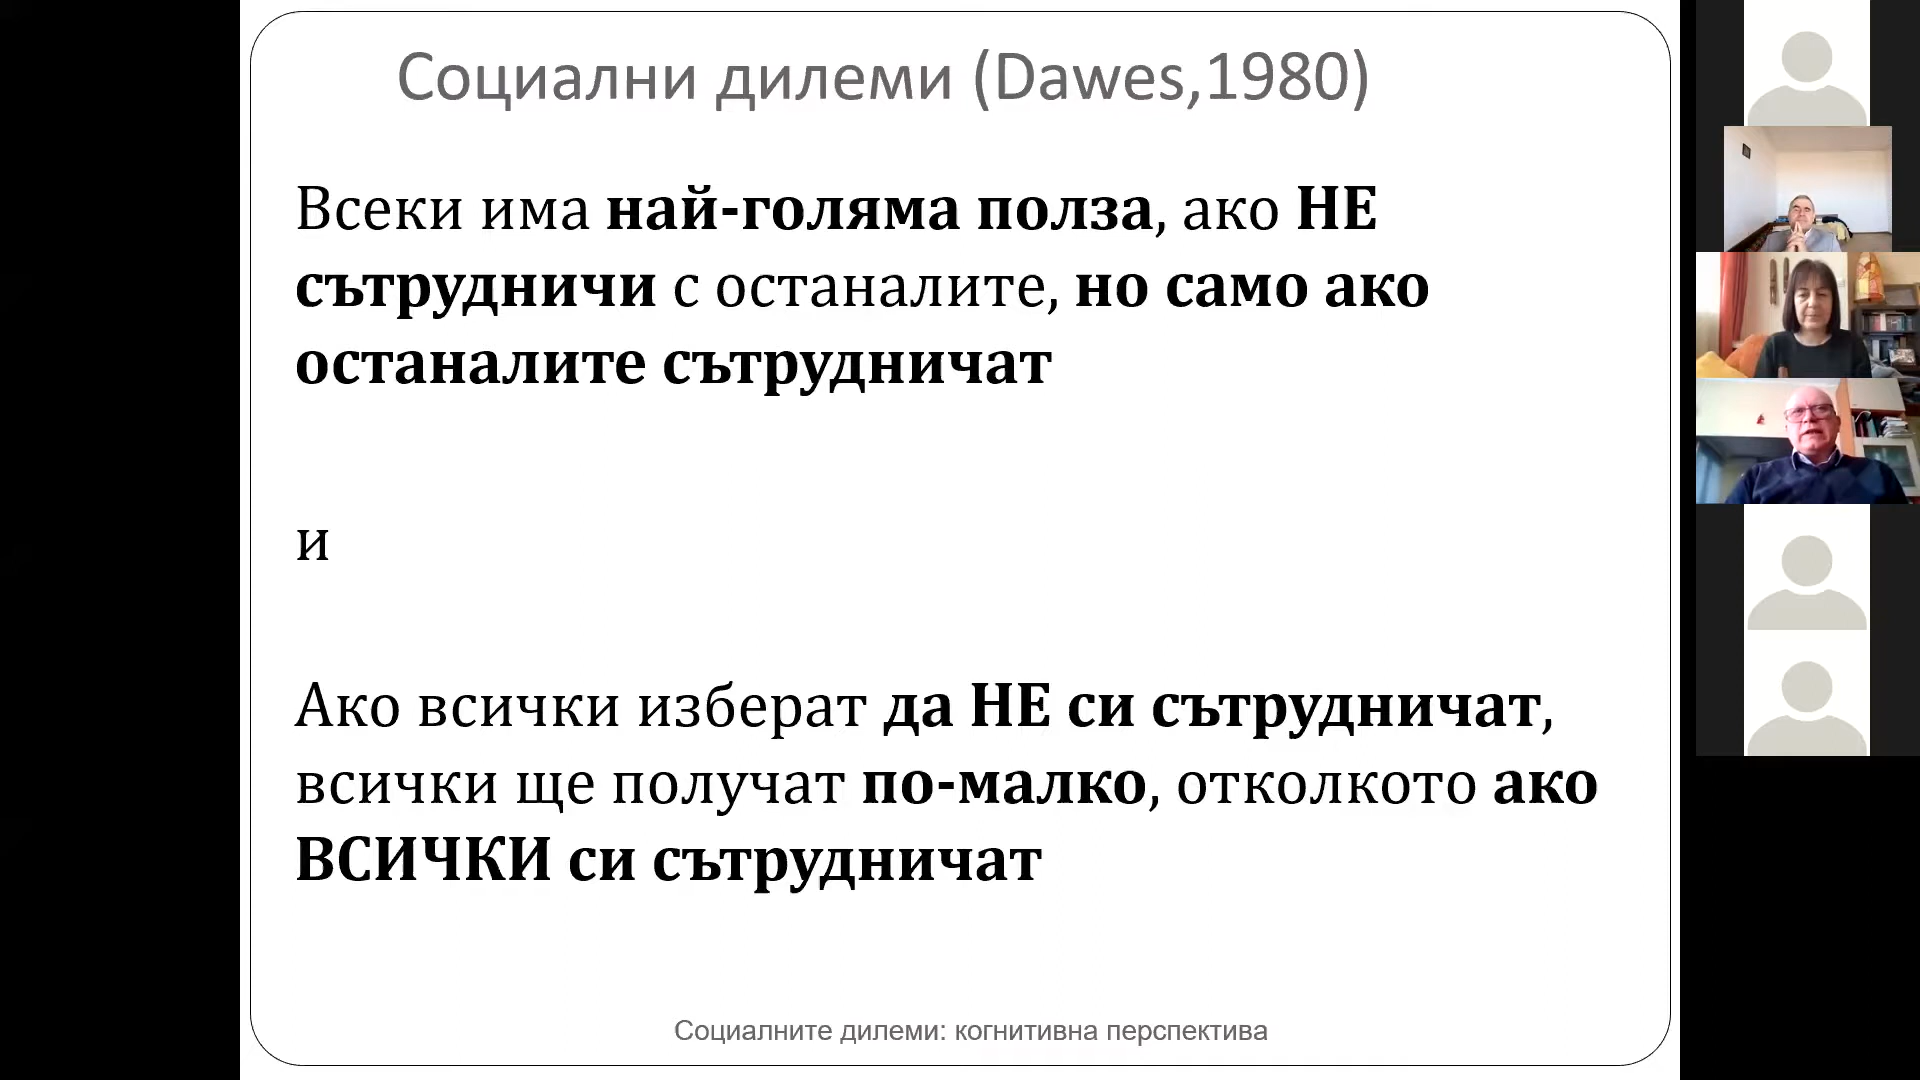 Социални дилеми (Dawes,1980)
Всеки има най-голяма полза, ако НЕ
сътрудничи с останалите, но само ако
останалите сътрудничат
и
Ако всички изберат да НЕ си сътрудничат,
всички ще получат по-малко, отколкото ако
ВСИЧКИ си сътрудничат
Социалните дилеми: когнитивна перспектива